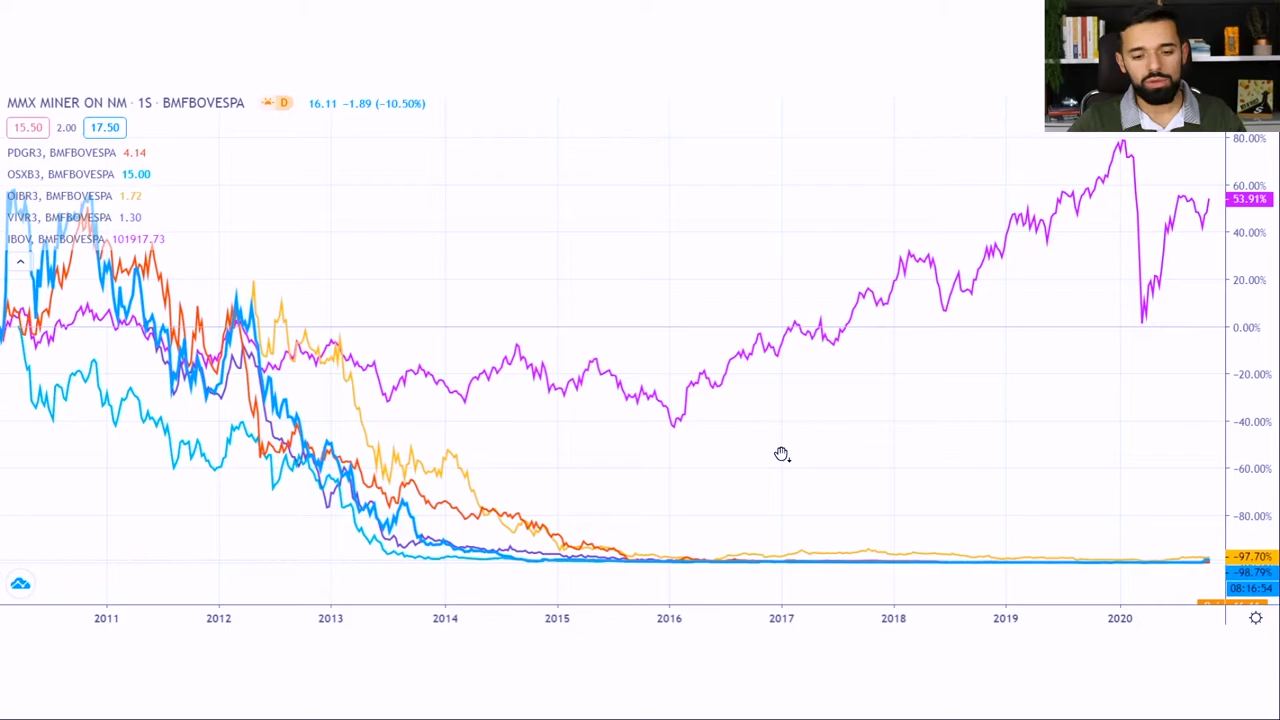 MMX MINER ON NM · 1S · BMFBOVESPA D 16.11 −1.89 (−10.50%)
15.50 2.00 17.50
PDGR3, BMFBOVESPA 4.14
OSXB3, BMFBOVESPA 15.00
OIBR3, BMFBOVESPA 1.72
VIVR3, BMFBOVESPA 1.30
IBOV, BMFBOVESPA 101917.73
80.00%
60.00%
53.91%
40.00%
20.00%
0.00%
−20.00%
−40.00%
−60.00%
−80.00%
−97.70%
−98.79%
08:16:54
2011 2012 2013 2014 2015 2016 2017 2018 2019 2020